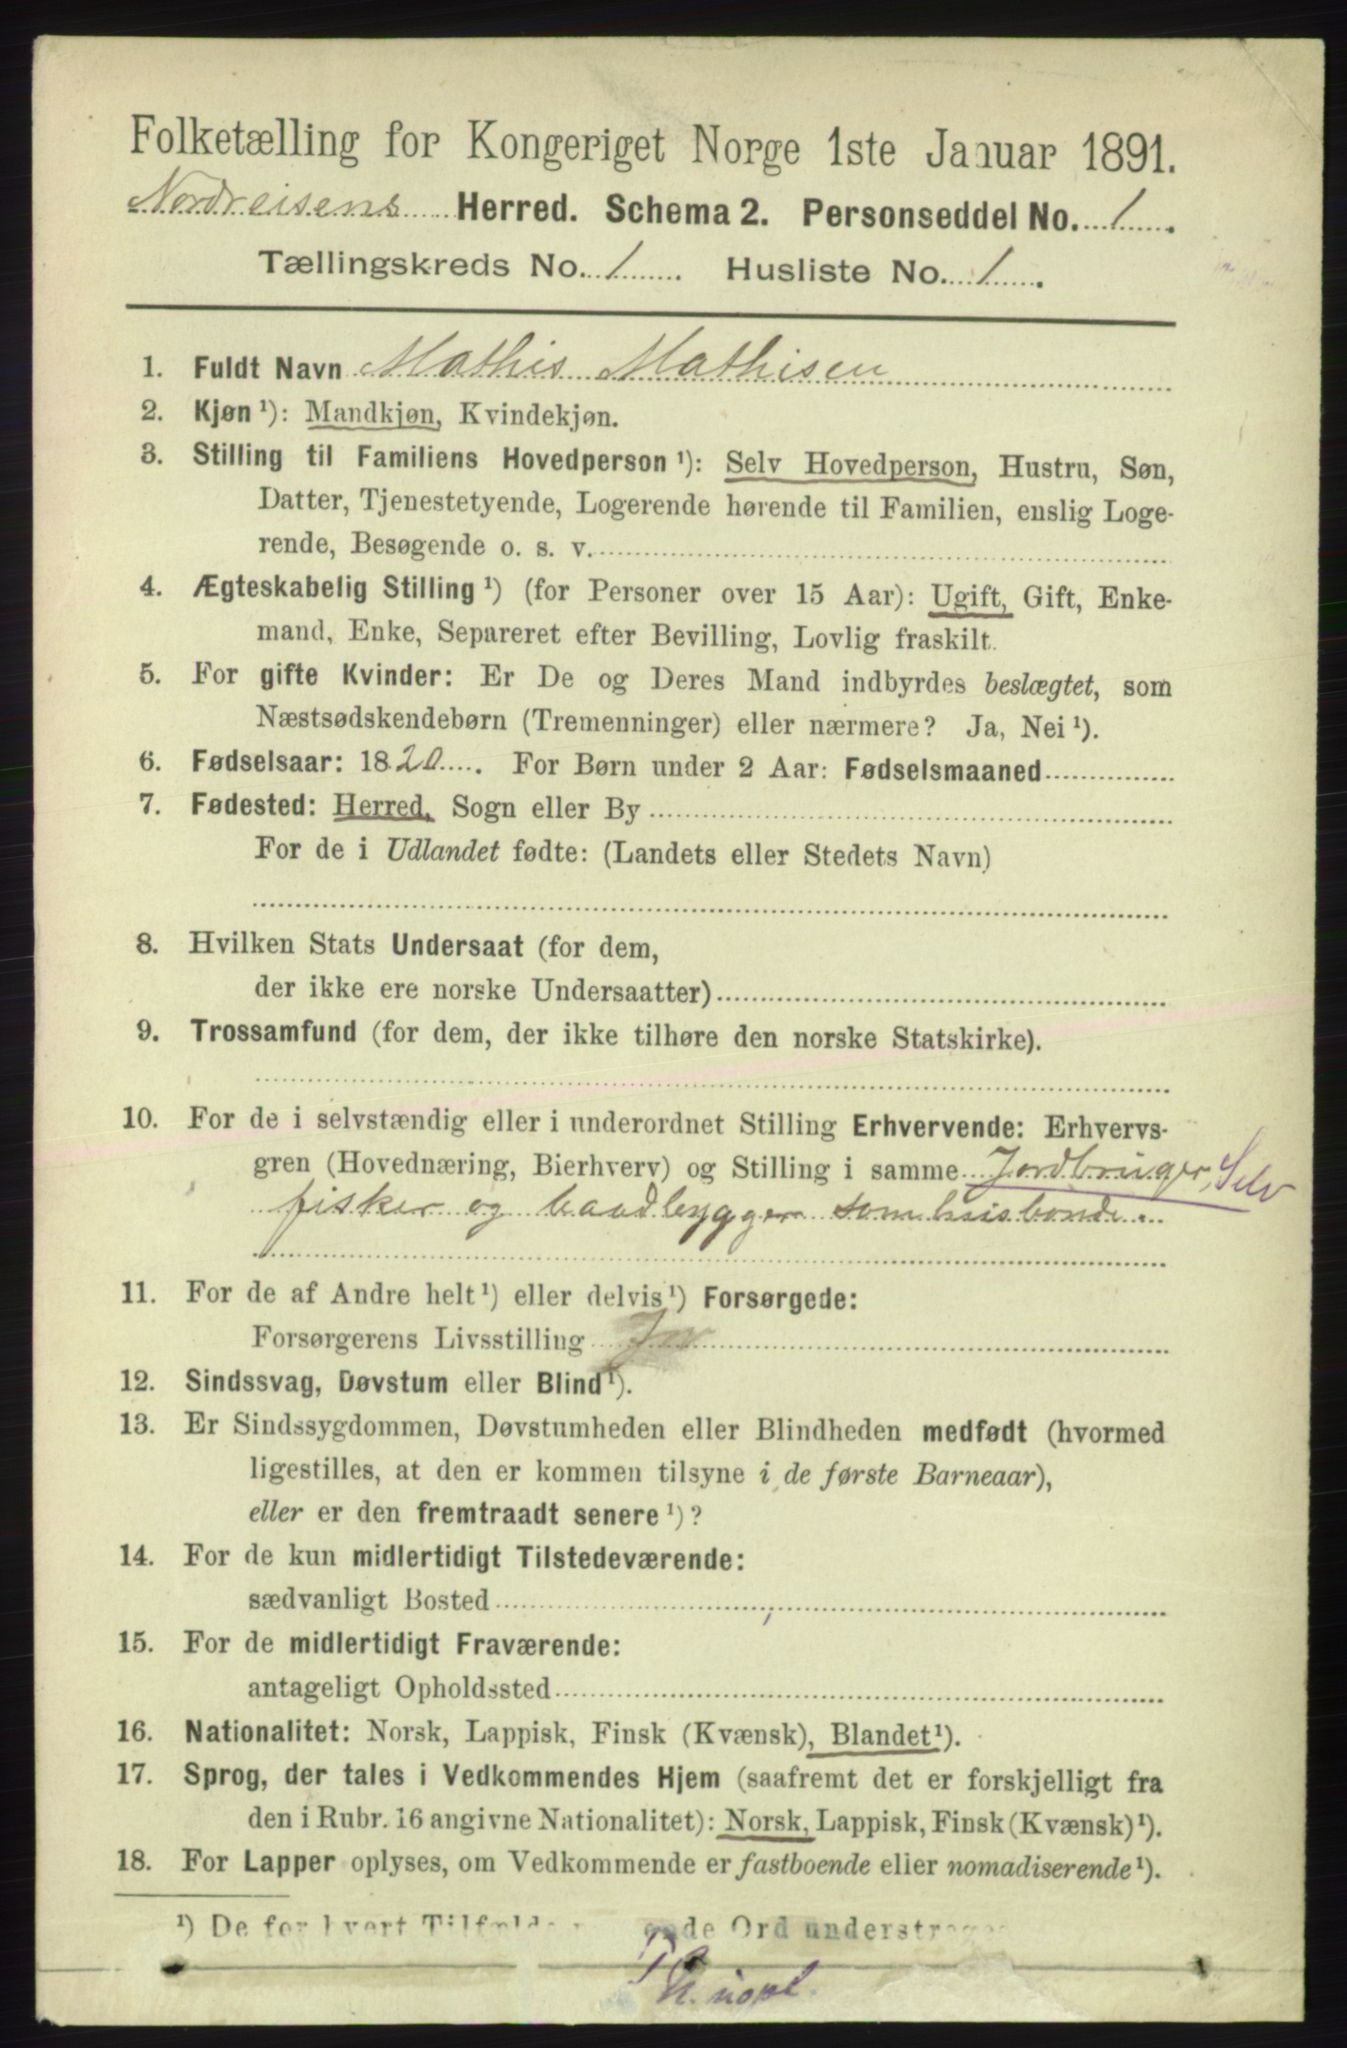 Folketælling for Kongeriget Norge 1ste Januar 1891.
Nordreisens Herred. Schema 2. Personseddel No. 1.
Tællingskreds No. 1. Husliste No. 1.
1. Fuldt Navn Mathis Mathisen
2. Kjøn ¹): Mandkjøn, Kvindekjøn.
3. Stilling til Familiens Hovedperson ¹): Selv Hovedperson, Hustru, Søn,
Datter, Tjenestetyende, Logerende hørende til Familien, enslig Loge-
rende, Besøgende o. s. v.
4. Ægteskabelig Stilling ¹) (for Personer over 15 Aar): Ugift, Gift, Enke-
mand, Enke, Separeret efter Bevilling, Lovlig fraskilt.
5. For gifte Kvinder: Er De og Deres Mand indbyrdes beslægtet, som
Næstsødskendebørn (Tremenninger) eller nærmere? Ja, Nei ¹).
6. Fødselsaar: 1820. For Børn under 2 Aar: Fødselsmaaned
7. Fødested: Herred, Sogn eller By
For de i Udlandet fødte: (Landets eller Stedets Navn)
8. Hvilken Stats Undersaat (for dem,
der ikke ere norske Undersaatter)
9. Trossamfund (for dem, der ikke tilhøre den norske Statskirke).
10. For de i selvstændig eller i underordnet Stilling Erhvervende: Erhvervs-
gren (Hovednæring, Bierhverv) og Stilling i samme Jordbruger, Selv
fisker og baadbygger som husbonde.
11. For de af Andre helt ¹) eller delvis ¹) Forsørgede:
Forsørgerens Livsstilling
12. Sindssvag, Døvstum eller Blind ¹).
13. Er Sindssygdommen, Døvstumheden eller Blindheden medfødt (hvormed
ligestilles, at den er kommen tilsyne i de første Barneaar),
eller er den fremtraadt senere ¹)?
14. For de kun midlertidigt Tilstedeværende:
sædvanligt Bosted
15. For de midlertidigt Fraværende:
antageligt Opholdssted
16. Nationalitet: Norsk, Lappisk, Finsk (Kvænsk), Blandet ¹).
17. Sprog, der tales i Vedkommendes Hjem (saafremt det er forskjelligt fra
den i Rubr. 16 angivne Nationalitet): Norsk, Lappisk, Finsk (Kvænsk) ¹).
18. For Lapper oplyses, om Vedkommende er fastboende eller nomadiserende ¹).
¹) De for hvert Tilfælde Ord